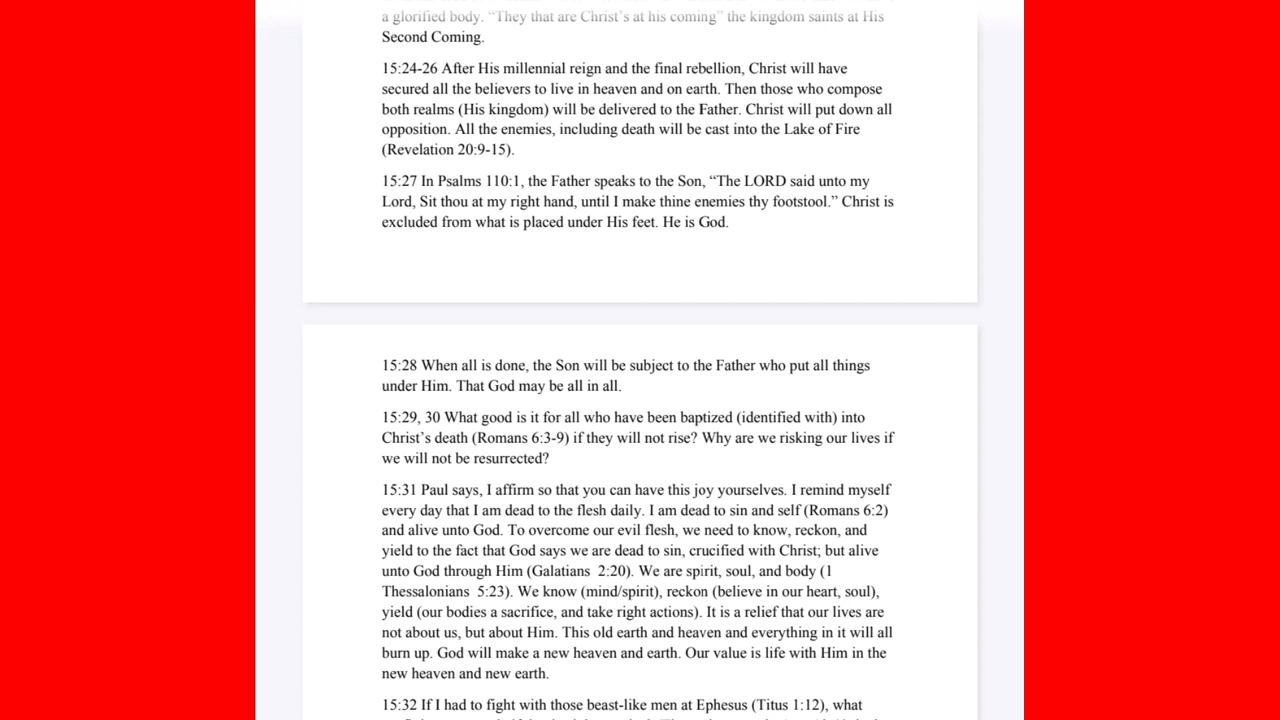 a glorified body. “They that are Christ’s at his coming” the kingdom saints at His
Second Coming.
15:24-26 After His millennial reign and the final rebellion, Christ will have
secured all the believers to live in heaven and on earth. Then those who compose
both realms (His kingdom) will be delivered to the Father. Christ will put down all
opposition. All the enemies, including death will be cast into the Lake of Fire
(Revelation 20:9-15).
15:27 In Psalms 110:1, the Father speaks to the Son, “The LORD said unto my
Lord, Sit thou at my right hand, until I make thine enemies thy footstool.” Christ is
excluded from what is placed under His feet. He is God.
15:28 When all is done, the Son will be subject to the Father who put all things
under Him. That God may be all in all.
15:29, 30 What good is it for all who have been baptized (identified with) into
Christ’s death (Romans 6:3-9) if they will not rise? Why are we risking our lives if
we will not be resurrected?
15:31 Paul says, I affirm so that you can have this joy yourselves. I remind myself
every day that I am dead to the flesh daily. I am dead to sin and self (Romans 6:2)
and alive unto God. To overcome our evil flesh, we need to know, reckon, and
yield to the fact that God says we are dead to sin, crucified with Christ; but alive
unto God through Him (Galatians 2:20). We are spirit, soul, and body (1
Thessalonians 5:23). We know (mind/spirit), reckon (believe in our heart, soul),
yield (our bodies a sacrifice, and take right actions). It is a relief that our lives are
not about us, but about Him. This old earth and heaven and everything in it will all
burn up. God will make a new heaven and earth. Our value is life with Him in the
new heaven and new earth.
15:32 If I had to fight with those beast-like men at Ephesus (Titus 1:12), what